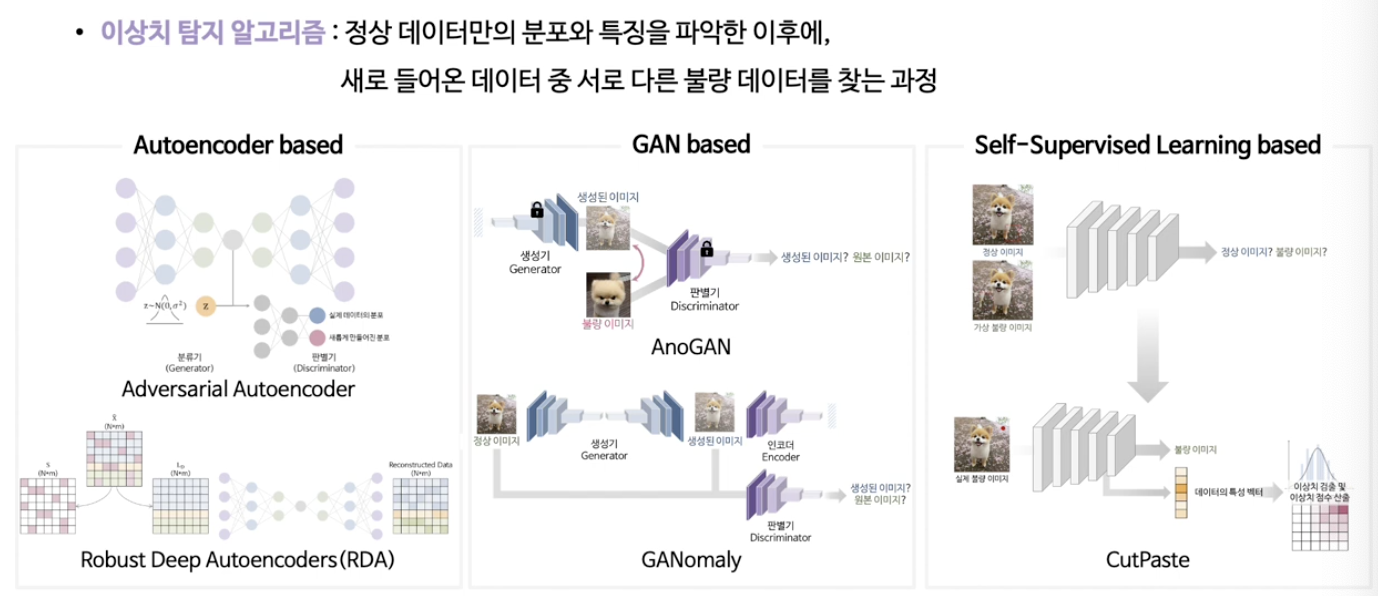 • 이상치 탐지 알고리즘 : 정상 데이터만의 분포와 특징을 파악한 이후에,
새로 들어온 데이터 중 서로 다른 불량 데이터를 찾는 과정
Autoencoder based
z~N(0,σ²)
z
실제 데이터의 분포
새롭게 만들어진 분포
분류기
(Generator)
판별기
(Discriminator)
Adversarial Autoencoder
X̃
(N*m)
S
(N*m)
L_D
(N*m)
Reconstructed Data
(N*m)
Robust Deep Autoencoders(RDA)
GAN based
생성된 이미지
생성기
Generator
불량 이미지
판별기
Discriminator
생성된 이미지? 원본 이미지?
AnoGAN
정상 이미지
생성기
Generator
생성된 이미지
인코더
Encoder
판별기
Discriminator
생성된 이미지?
원본 이미지?
GANomaly
Self-Supervised Learning based
정상 이미지
가상 불량 이미지
정상 이미지? 불량 이미지?
실제 불량 이미지
불량 이미지
데이터의 특성 벡터
이상치 검출 및
이상치 점수 산출
CutPaste